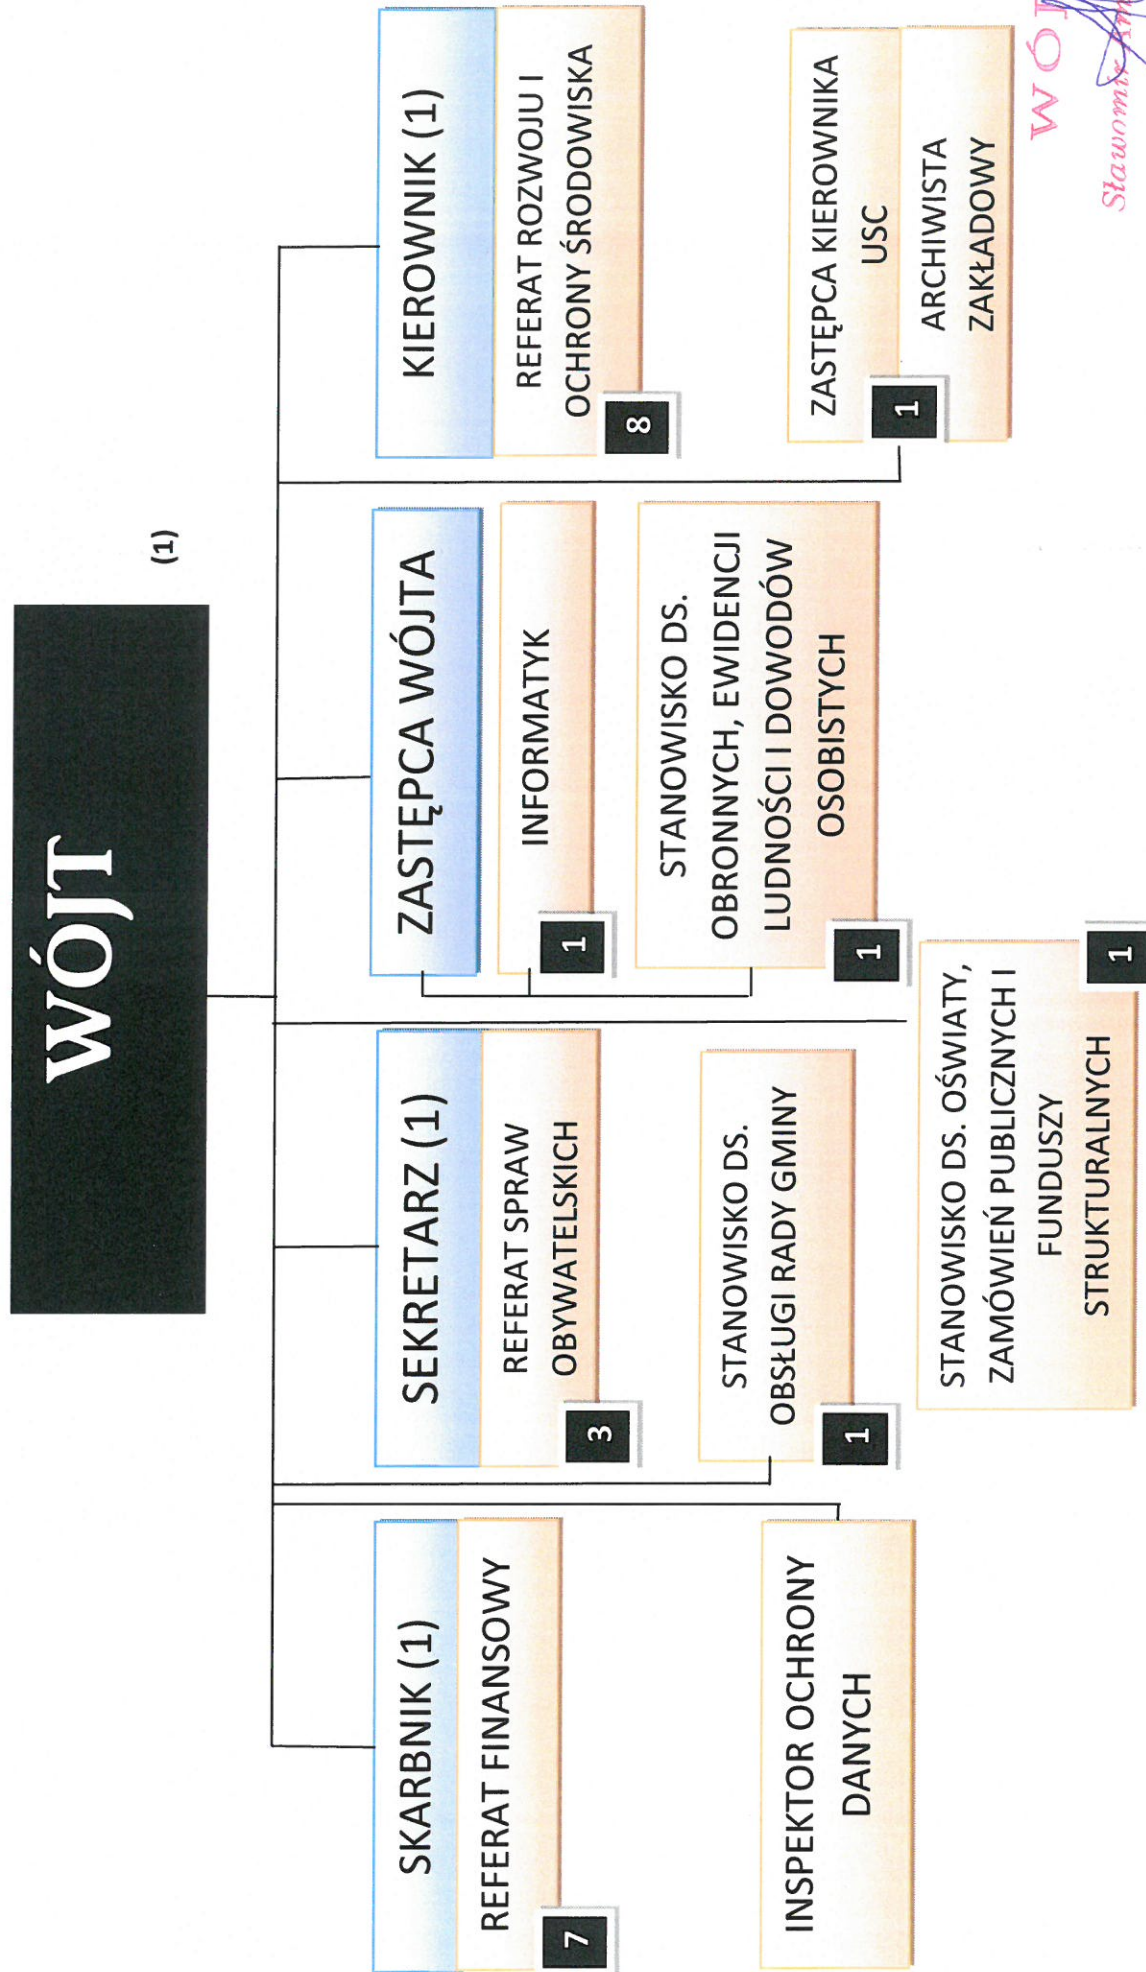 WÓJT
(1)
SKARBNIK (1)
REFERAT FINANSOWY
7
INSPEKTOR OCHRONY
DANYCH
SEKRETARZ (1)
REFERAT SPRAW
OBYWATELSKICH
3
STANOWISKO DS.
OBSŁUGI RADY GMINY
1
STANOWISKO DS. OŚWIATY,
ZAMÓWIEŃ PUBLICZNYCH I
FUNDUSZY
STRUKTURALNYCH
1
ZASTĘPCA WÓJTA
INFORMATYK
1
STANOWISKO DS.
OBRONNYCH, EWIDENCJI
LUDNOŚCI I DOWODÓW
OSOBISTYCH
1
KIEROWNIK (1)
REFERAT ROZWOJU I
OCHRONY ŚRODOWISKA
8
ZASTĘPCA KIEROWNIKA
USC
1
ARCHIWISTA
ZAKŁADOWY
Sławomir